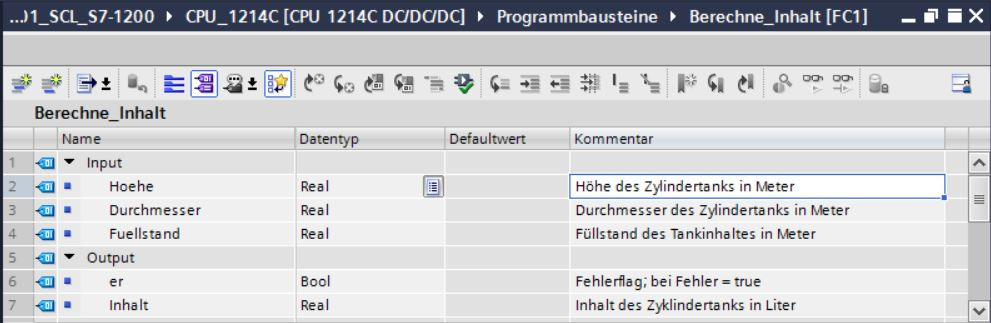 ...)1_SCL_S7-1200 ▸ CPU_1214C [CPU 1214C DC/DC/DC] ▸ Programmbausteine ▸ Berechne_Inhalt [FC1]
Berechne_Inhalt
Name Datentyp Defaultwert Kommentar
1 Input
2 Hoehe Real Höhe des Zylindertanks in Meter
3 Durchmesser Real Durchmesser des Zylindertanks in Meter
4 Fuellstand Real Füllstand des Tankinhaltes in Meter
5 Output
6 er Bool Fehlerflag; bei Fehler = true
7 Inhalt Real Inhalt des Zyklindertanks in Liter